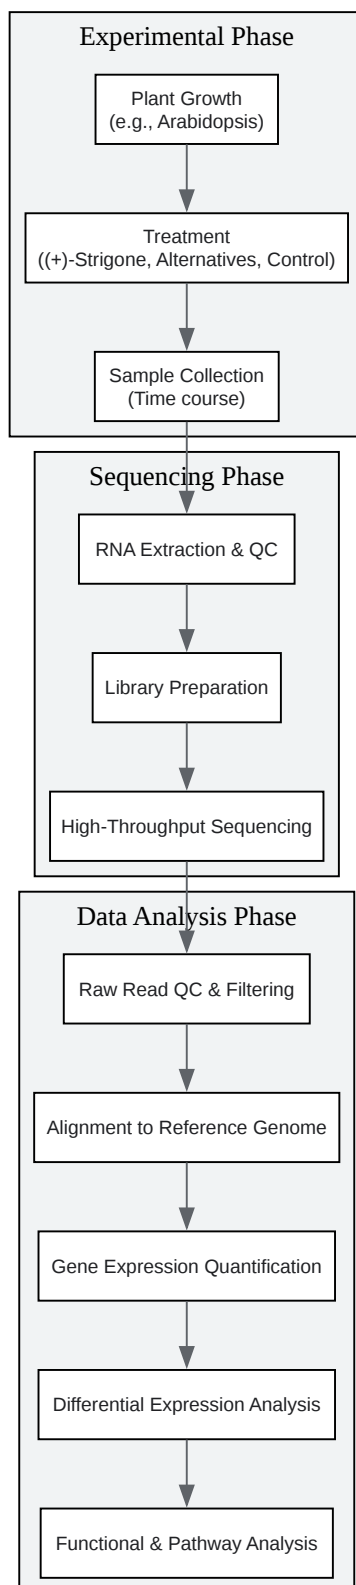 Experimental Phase
Plant Growth
(e.g., Arabidopsis)
Treatment
((+)-Strigone, Alternatives, Control)
Sample Collection
(Time course)
Sequencing Phase
RNA Extraction & QC
Library Preparation
High-Throughput Sequencing
Data Analysis Phase
Raw Read QC & Filtering
Alignment to Reference Genome
Gene Expression Quantification
Differential Expression Analysis
Functional & Pathway Analysis